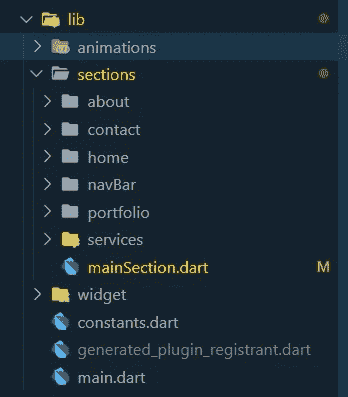 lib
animations
sections
about
contact
home
navBar
portfolio
services
mainSection.dart M
widget
constants.dart
generated_plugin_registrant.dart
main.dart